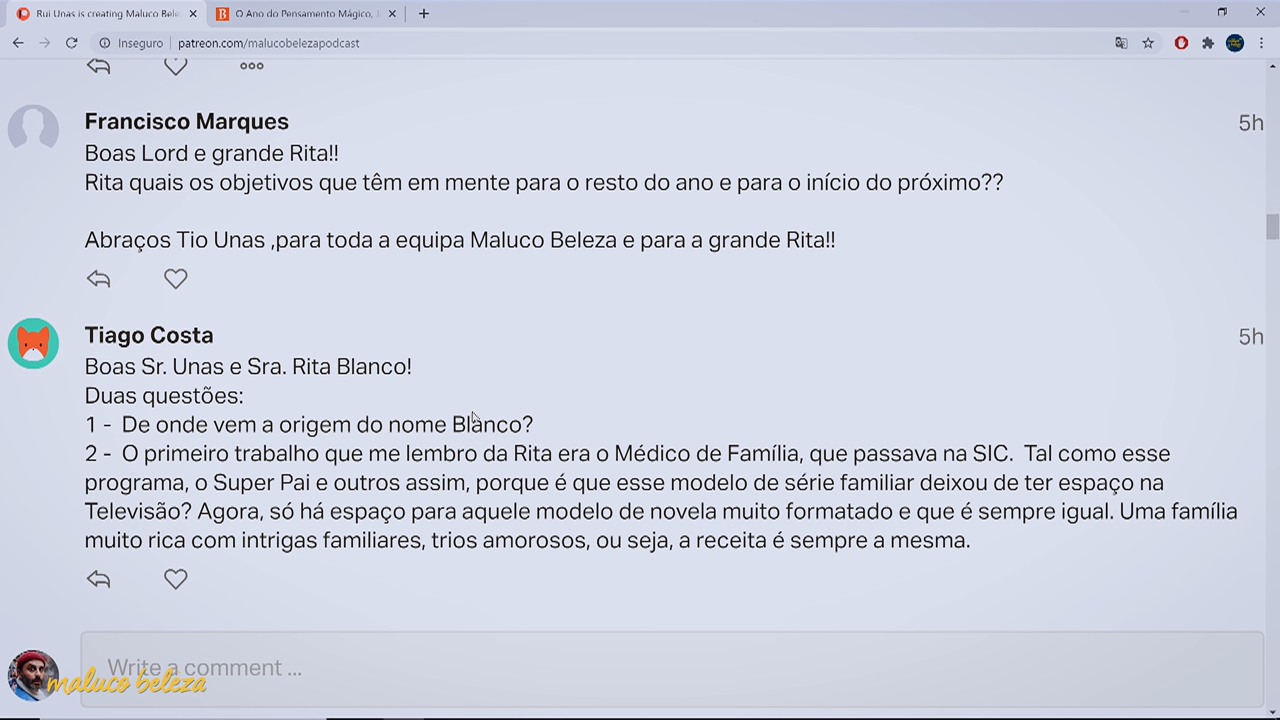 Rui Unas is creating Maluco Bele
O Ano do Pensamento Mágico,
Inseguro
patreon.com/malucobelezapodcast
Francisco Marques
5h
Boas Lord e grande Rita!!
Rita quais os objetivos que têm em mente para o resto do ano e para o início do próximo??
Abraços Tio Unas ,para toda a equipa Maluco Beleza e para a grande Rita!!
Tiago Costa
5h
Boas Sr. Unas e Sra. Rita Blanco!
Duas questões:
1 - De onde vem a origem do nome Blanco?
2 - O primeiro trabalho que me lembro da Rita era o Médico de Família, que passava na SIC. Tal como esse
programa, o Super Pai e outros assim, porque é que esse modelo de série familiar deixou de ter espaço na
Televisão? Agora, só há espaço para aquele modelo de novela muito formatado e que é sempre igual. Uma família
muito rica com intrigas familiares, trios amorosos, ou seja, a receita é sempre a mesma.
Write a comment ...
maluco beleza